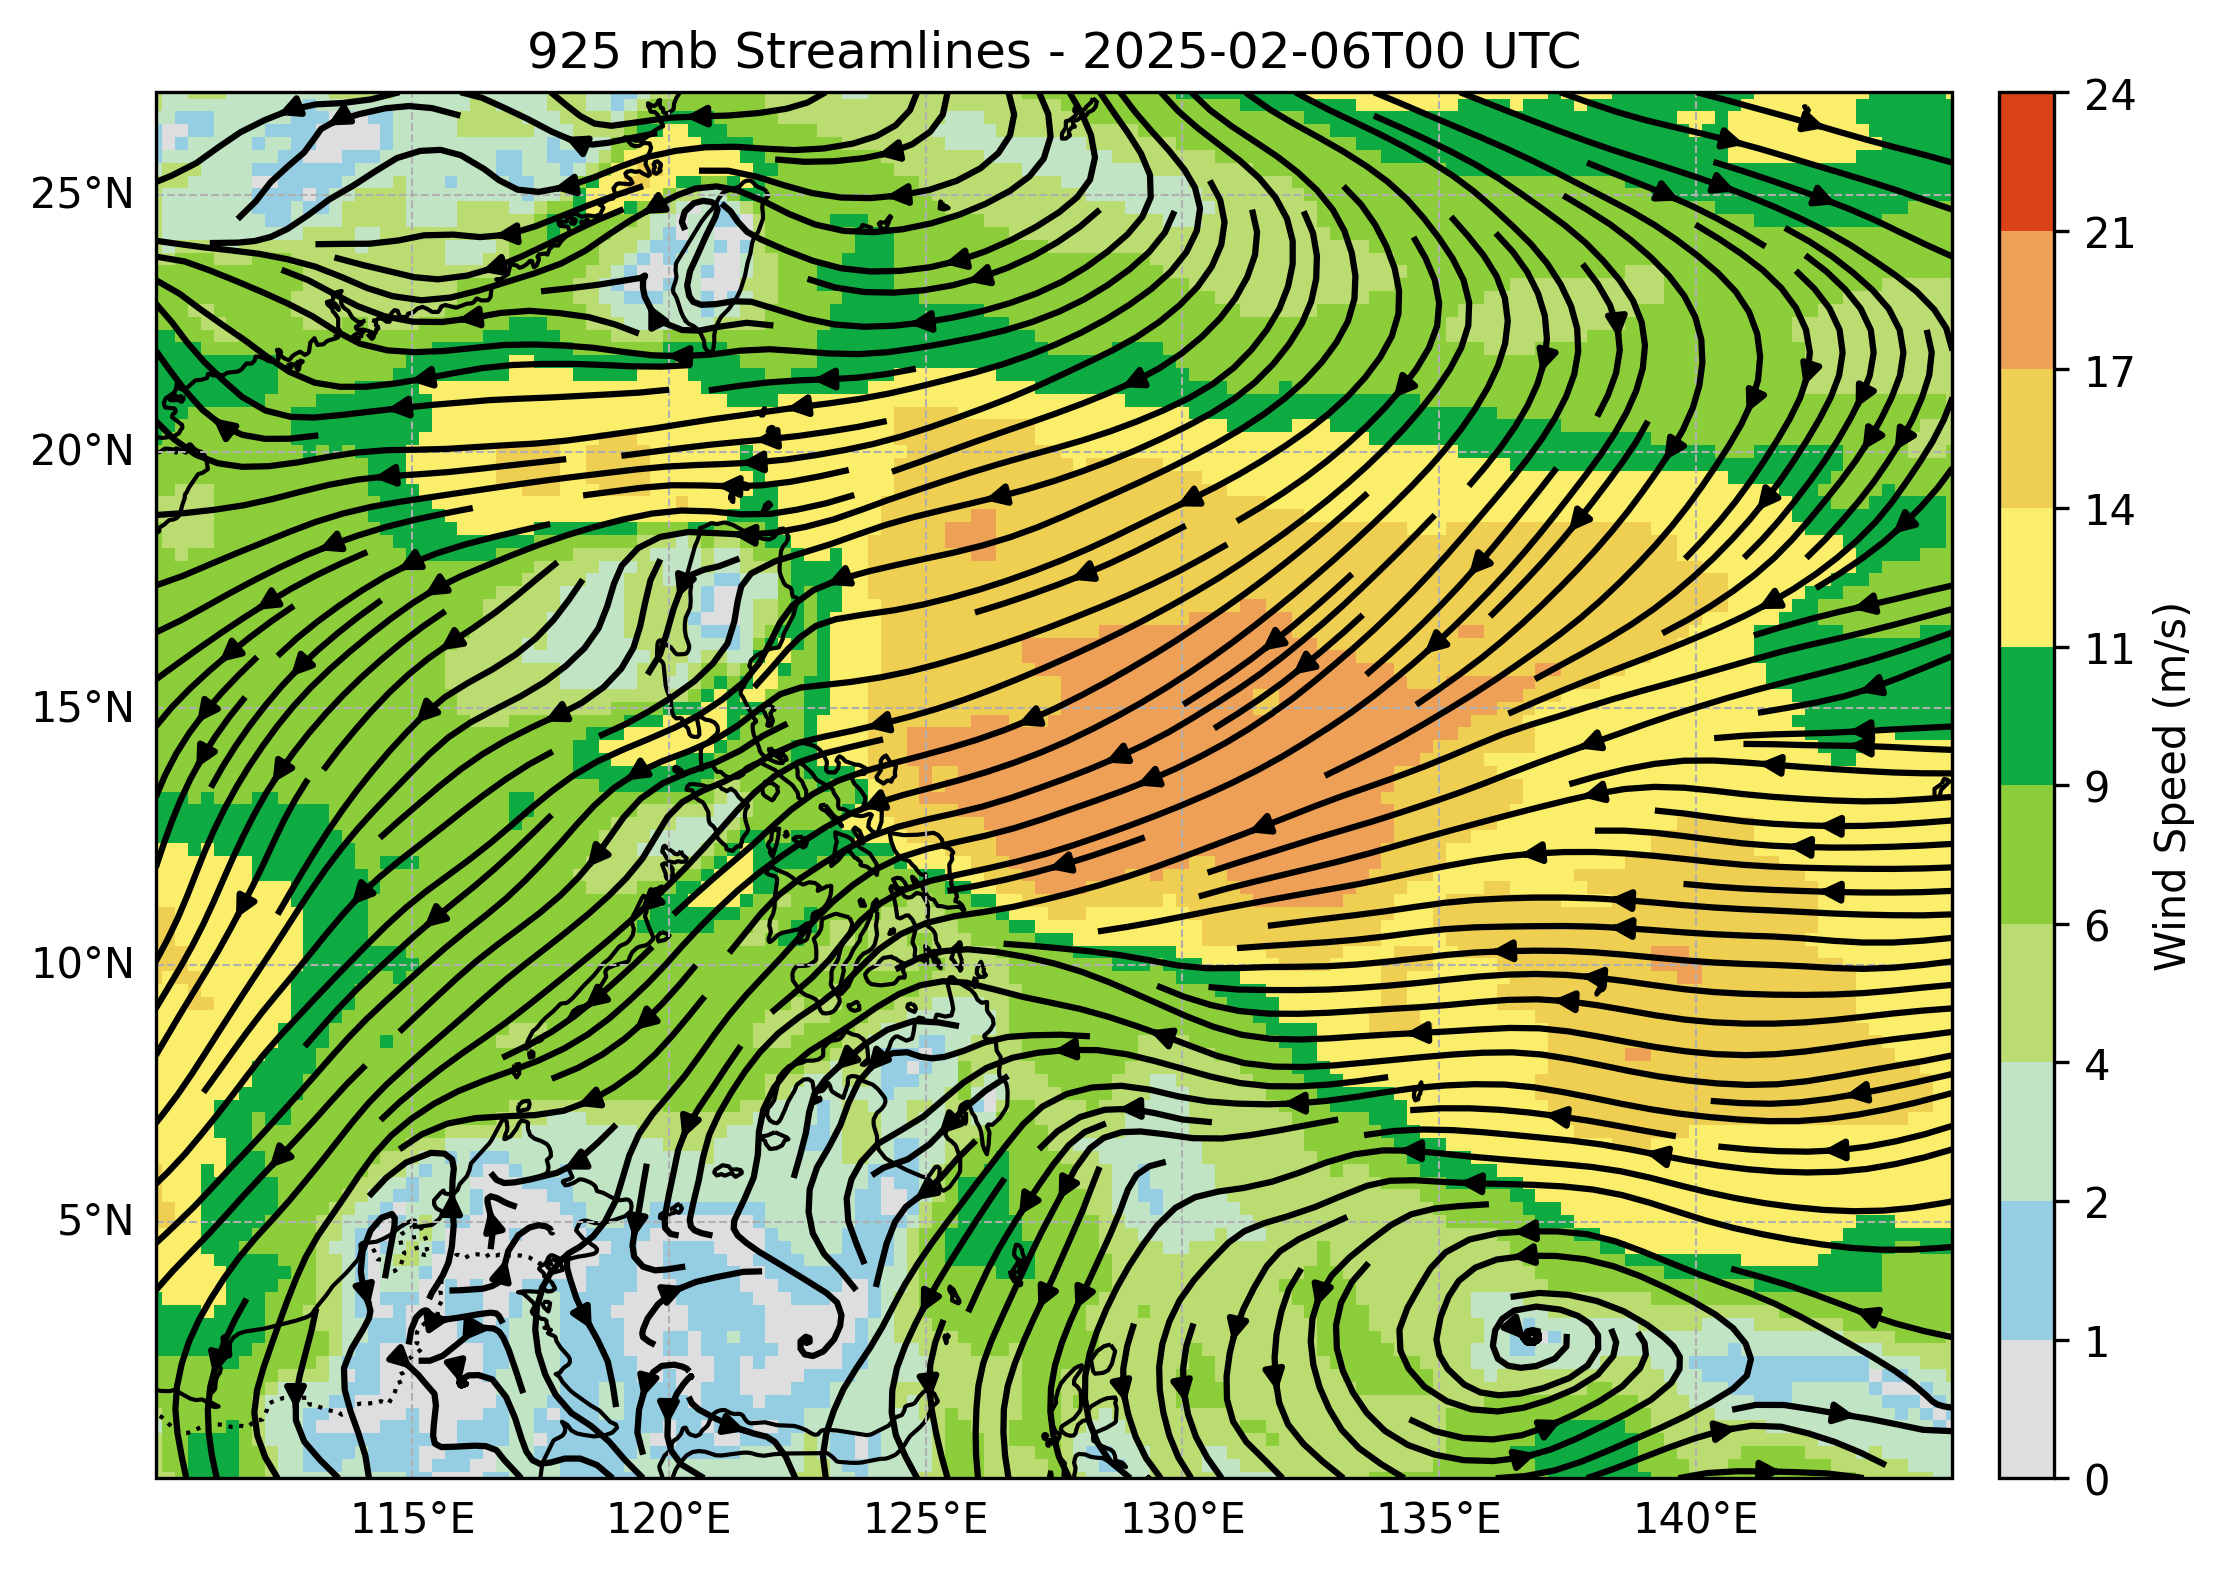 925 mb Streamlines - 2025-02-06T00 UTC
25°N
20°N
15°N
10°N
5°N
115°E
120°E
125°E
130°E
135°E
140°E
24
21
17
14
11
9
6
4
2
1
0
Wind Speed (m/s)